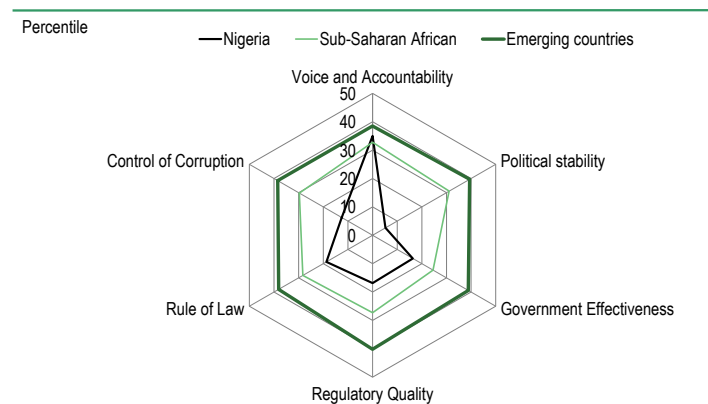 Percentile
Nigeria Sub-Saharan African Emerging countries
Voice and Accountability
50
40
30
20
10
0
Control of Corruption Political stability
Rule of Law Government Effectiveness
Regulatory Quality